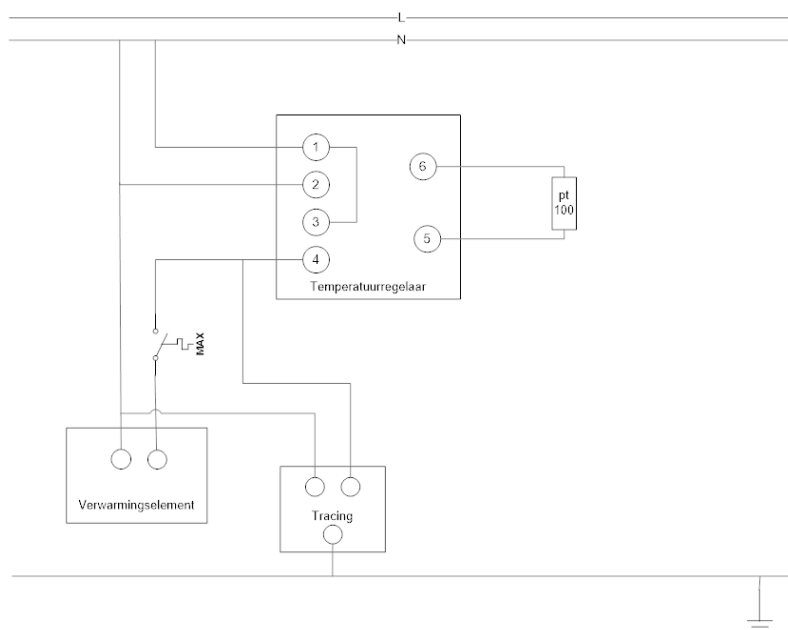 L
N
1
2
3
4
6
5
pt
100
Temperatuurregelaar
MAX
Verwarmingselement
Tracing